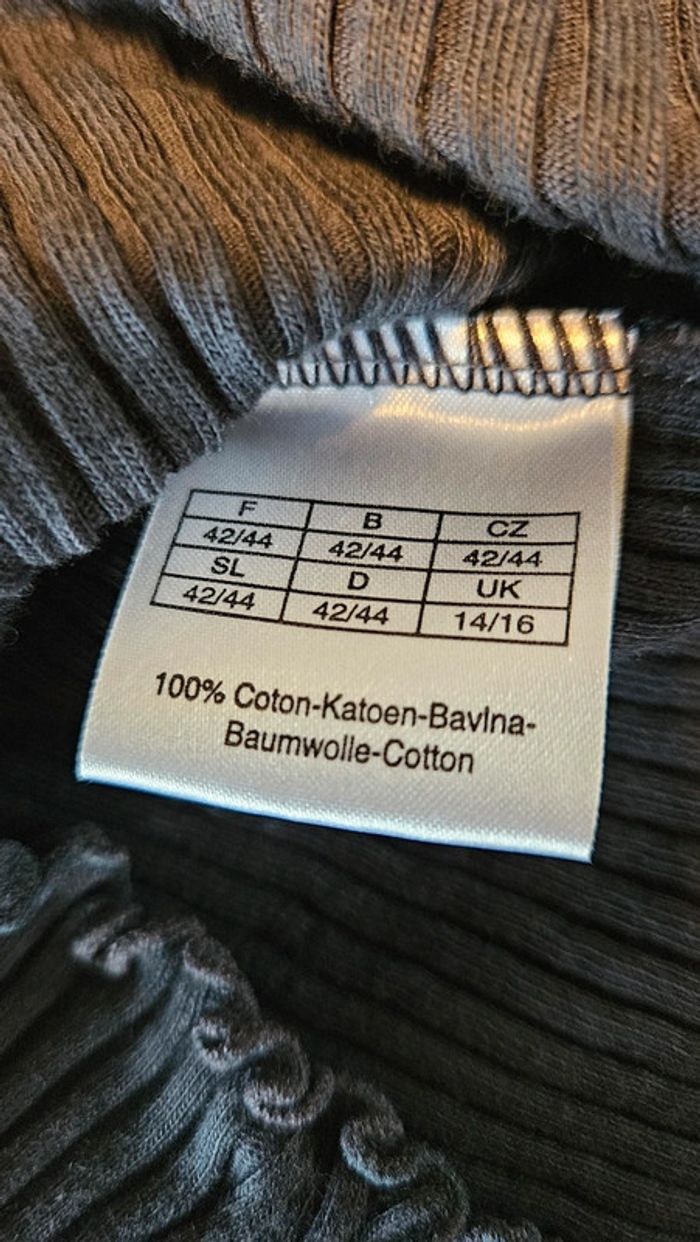 F B CZ
42/44 42/44 42/44
SL D UK
42/44 42/44 14/16
100% Coton-Katoen-Bavlna-
Baumwolle-Cotton